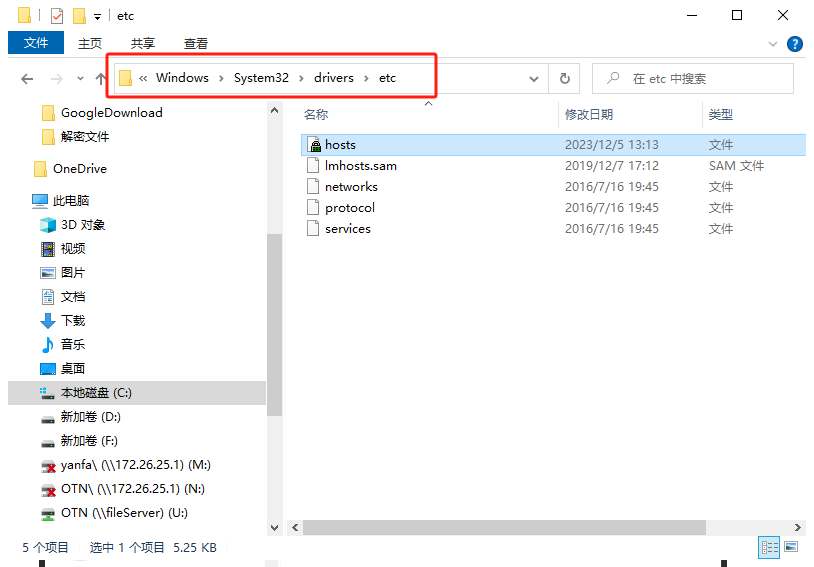 etc
文件 主页 共享 查看
« Windows › System32 › drivers › etc
在 etc 中搜索
GoogleDownload
解密文件
OneDrive
此电脑
3D 对象
视频
图片
文档
下载
音乐
桌面
本地磁盘 (C:)
新加卷 (D:)
新加卷 (F:)
yanfa\ (\\172.26.25.1) (M:)
OTN\ (\\172.26.25.1) (N:)
OTN (\\fileServer) (U:)
名称 修改日期 类型
hosts 2023/12/5 13:13 文件
lmhosts.sam 2019/12/7 17:12 SAM 文件
networks 2016/7/16 19:45 文件
protocol 2016/7/16 19:45 文件
services 2016/7/16 19:45 文件
5 个项目 选中 1 个项目 5.25 KB